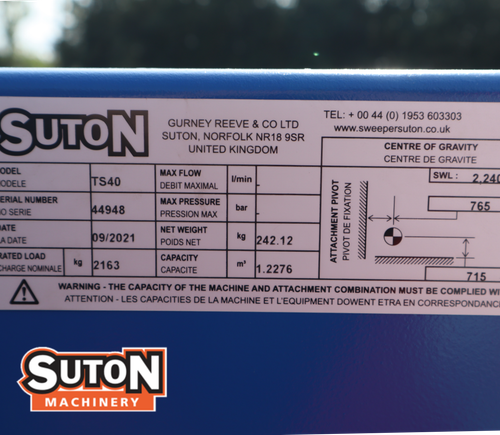 SUTON
GURNEY REEVE & CO LTD
SUTON, NORFOLK NR18 9SR
UNITED KINGDOM
TEL: + 00 44 (0) 1953 603303
www.sweepersuton.co.uk
MODEL
MODELE
TS40
MAX FLOW
DEBIT MAXIMAL
l/min
-
SERIAL NUMBER
NO SERIE
44948
MAX PRESSURE
PRESSION MAX
bar
-
DATE
LA DATE
09/2021
NET WEIGHT
POIDS NET
kg
242.12
RATED LOAD
CHARGE NOMINALE
kg
2163
CAPACITY
CAPACITE
m³
1.2276
ATTACHMENT PIVOT
PIVOT DE FIXATION
CENTRE OF GRAVITY
CENTRE DE GRAVITE
SWL : 2,240
765
715
WARNING - THE CAPACITY OF THE MACHINE AND ATTACHMENT COMBINATION MUST BE COMPLIED WI
ATTENTION - LES CAPACITIES DE LA MACHINE ET L'EQUIPEMENT DOWENT ETRA EN CORRESPONDANC
SUTON
MACHINERY